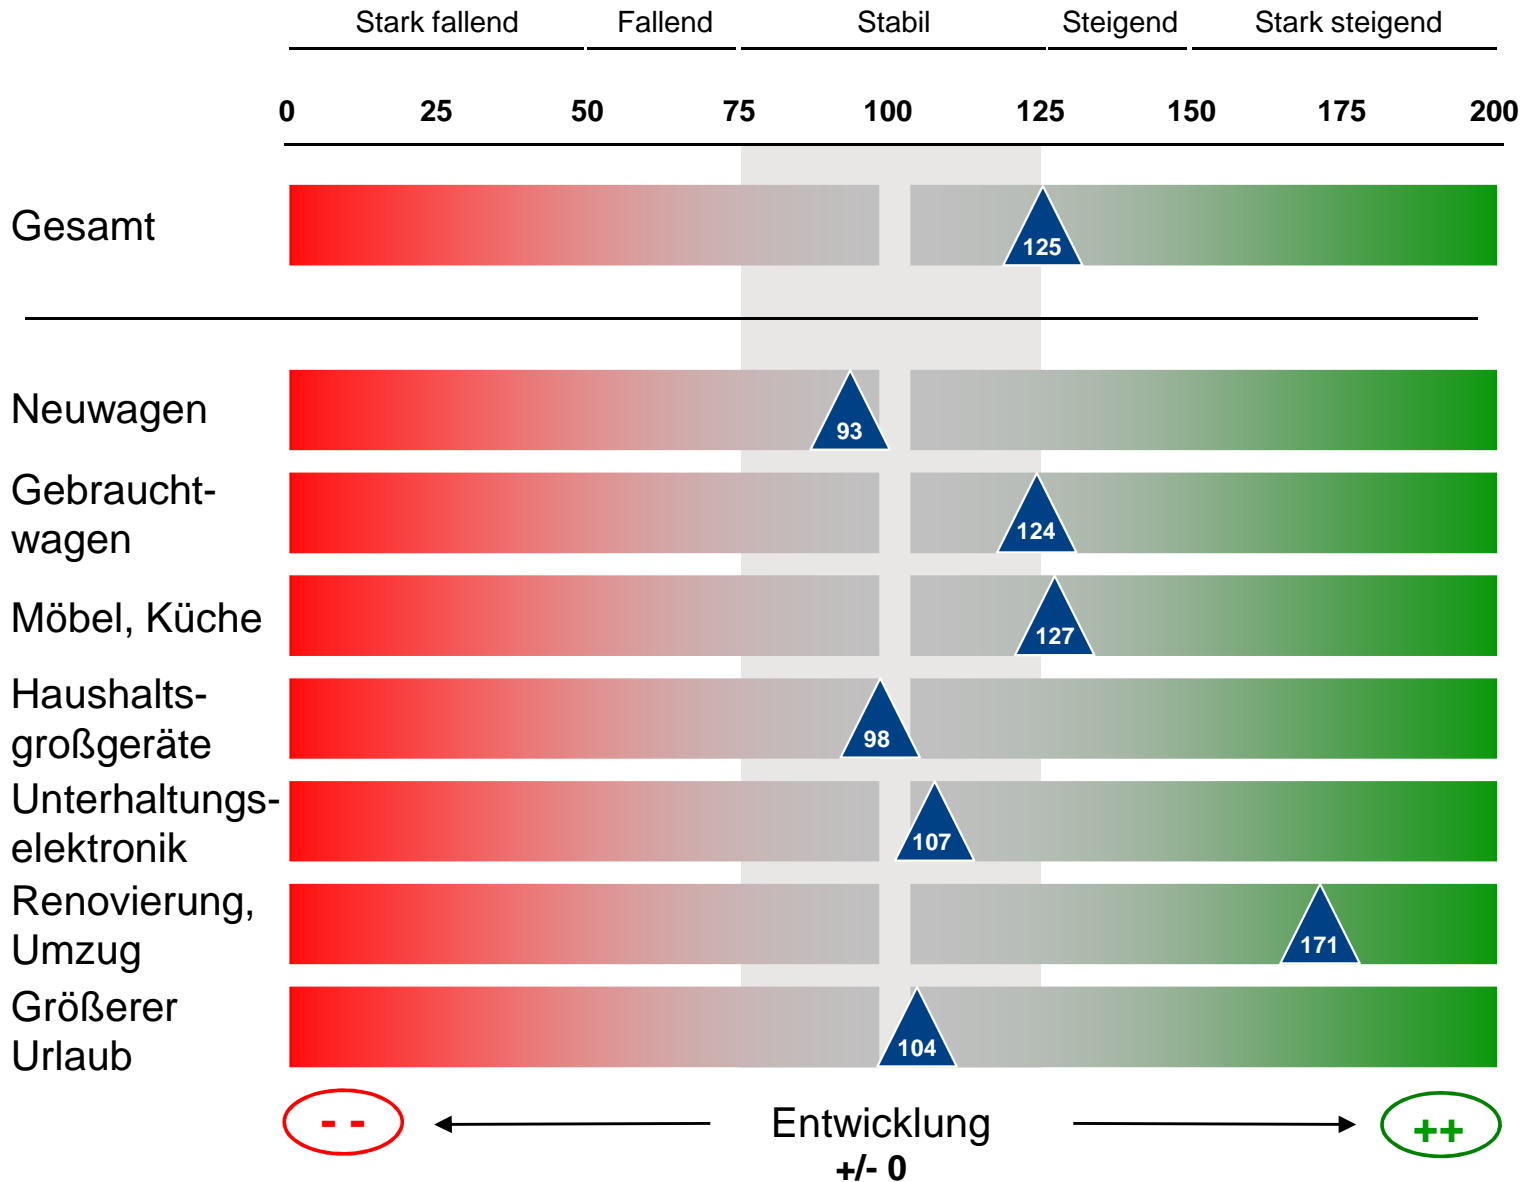 Stark fallend Fallend Stabil Steigend Stark steigend
0 25 50 75 100 125 150 175 200
Gesamt
125
Neuwagen
93
Gebraucht-
wagen
124
Möbel, Küche
127
Haushalts-
großgeräte
98
Unterhaltungs-
elektronik
107
Renovierung,
Umzug
171
Größerer
Urlaub
104
- - Entwicklung ++
+/- 0